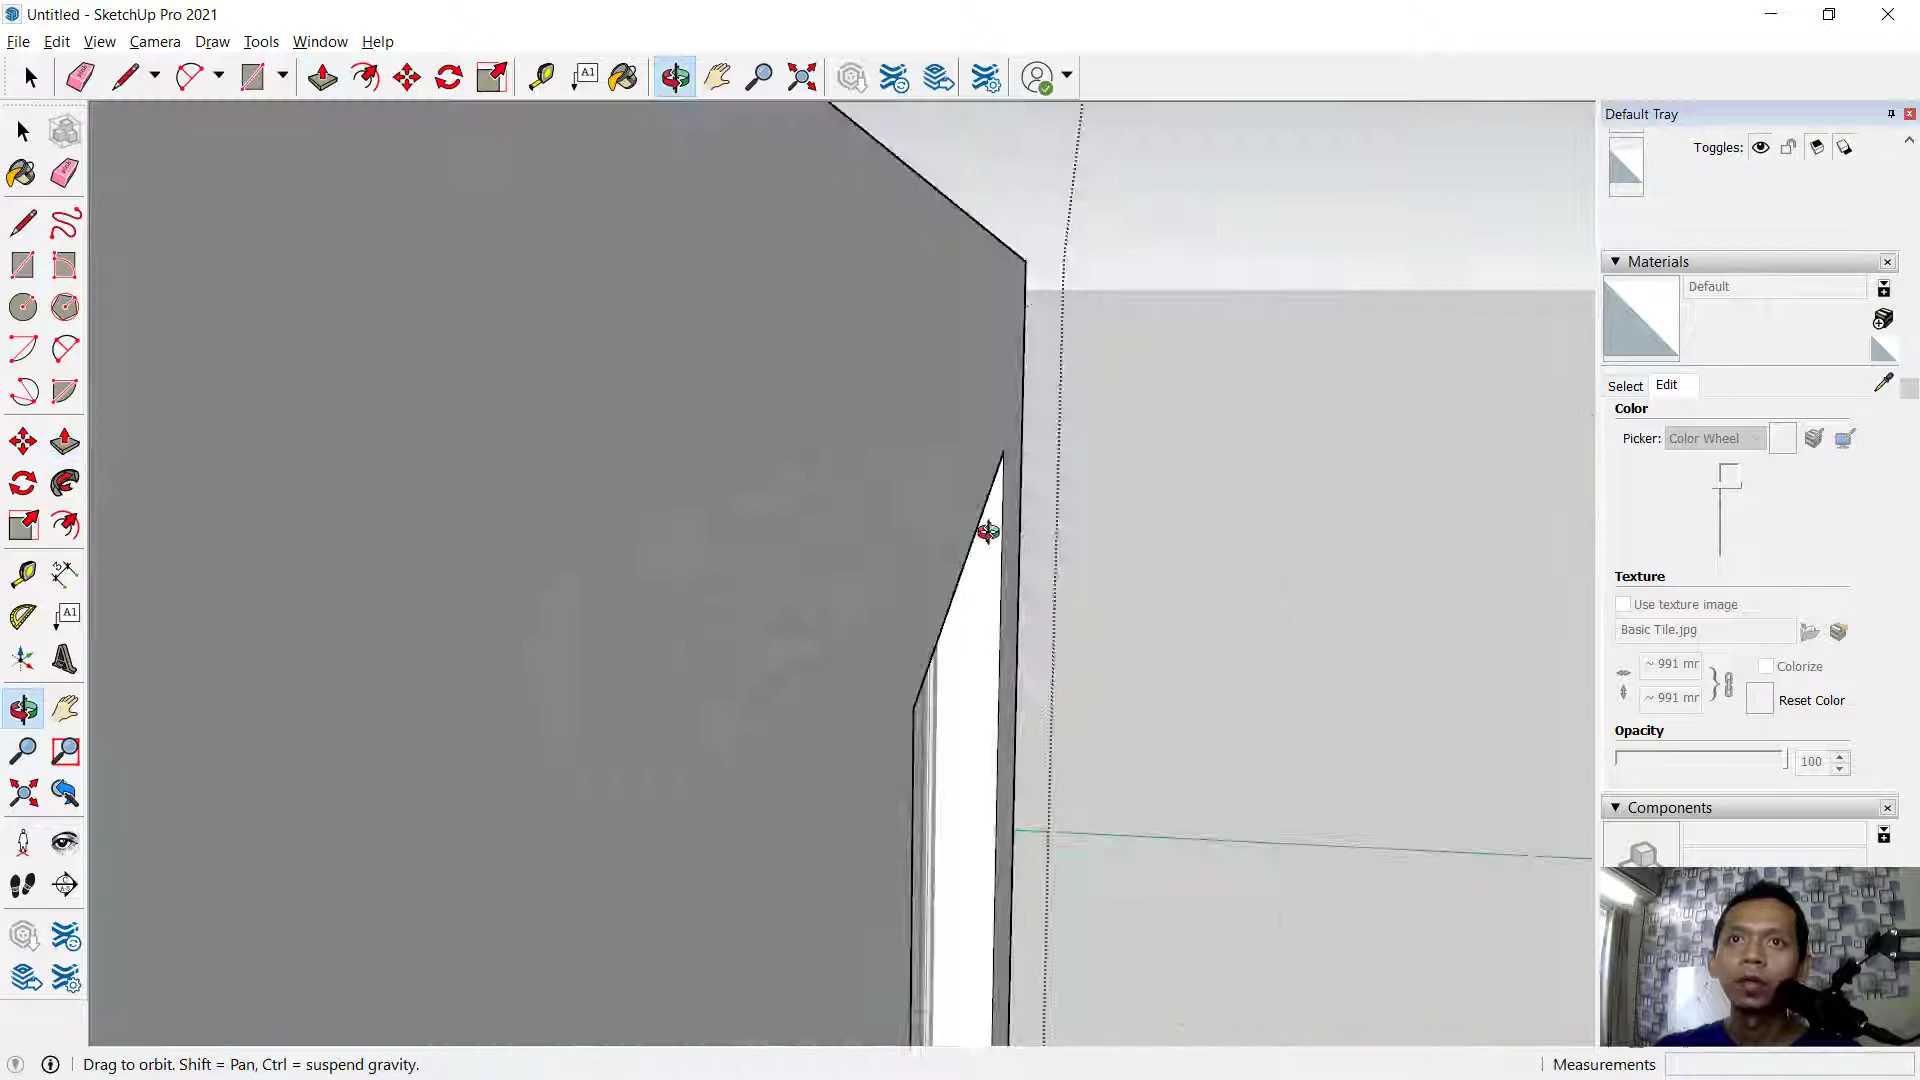 Untitled - SketchUp Pro 2021
File Edit View Camera Draw Tools Window Help
A1
Default Tray
Toggles:
Materials
Default
Select Edit
Color
Picker: Color Wheel
Texture
Use texture image
Basic Tile.jpg
~ 991 mr
Colorize
~ 991 mr
Reset Color
Opacity
100
Components
A1
Drag to orbit. Shift = Pan, Ctrl = suspend gravity.
Measurements